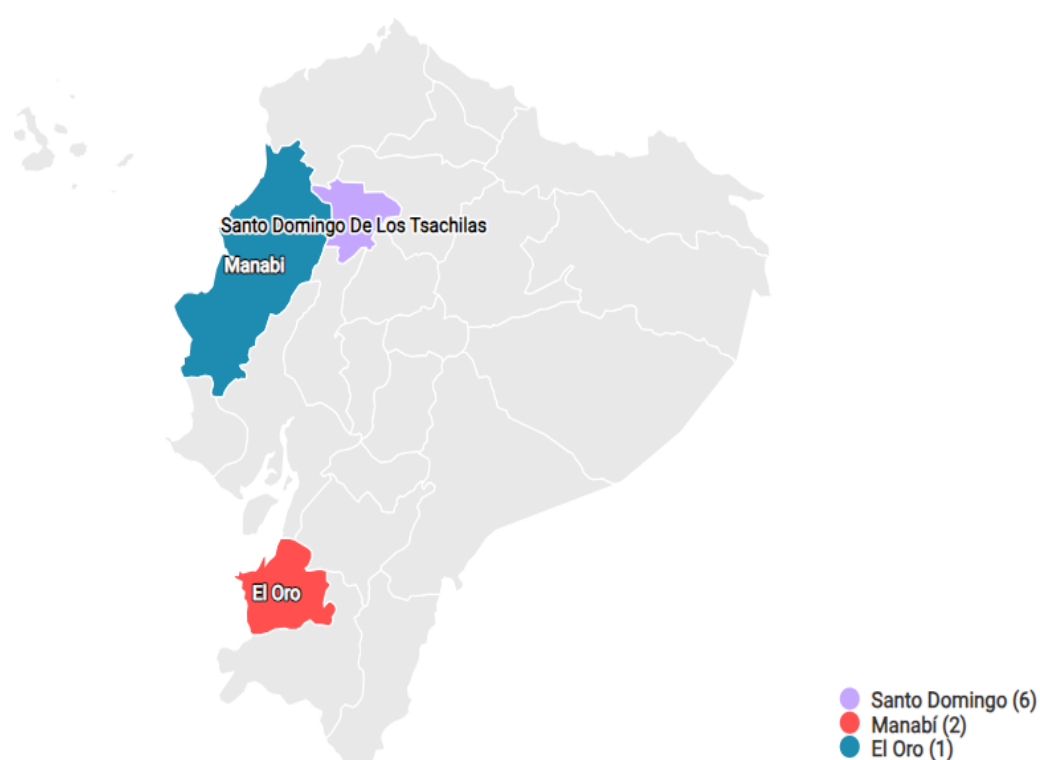 Santo Domingo De Los Tsachilas
Manabi
El Oro
Santo Domingo (6)
Manabí (2)
El Oro (1)